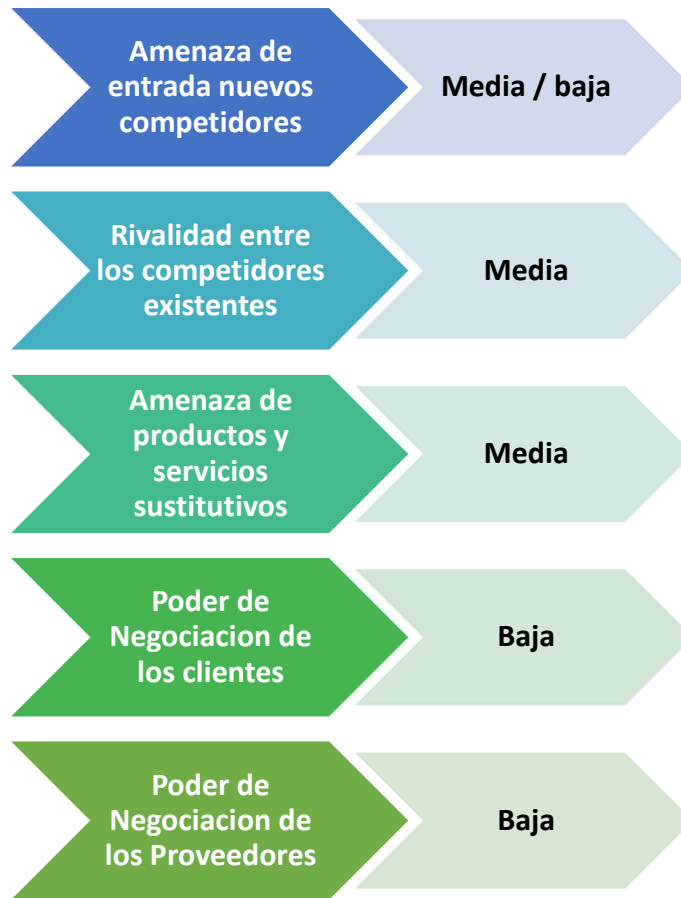 Amenaza de
entrada nuevos
competidores
Media / baja
Rivalidad entre
los competidores
existentes
Media
Amenaza de
productos y
servicios
sustitutivos
Media
Poder de
Negociacion de
los clientes
Baja
Poder de
Negociacion de
los Proveedores
Baja